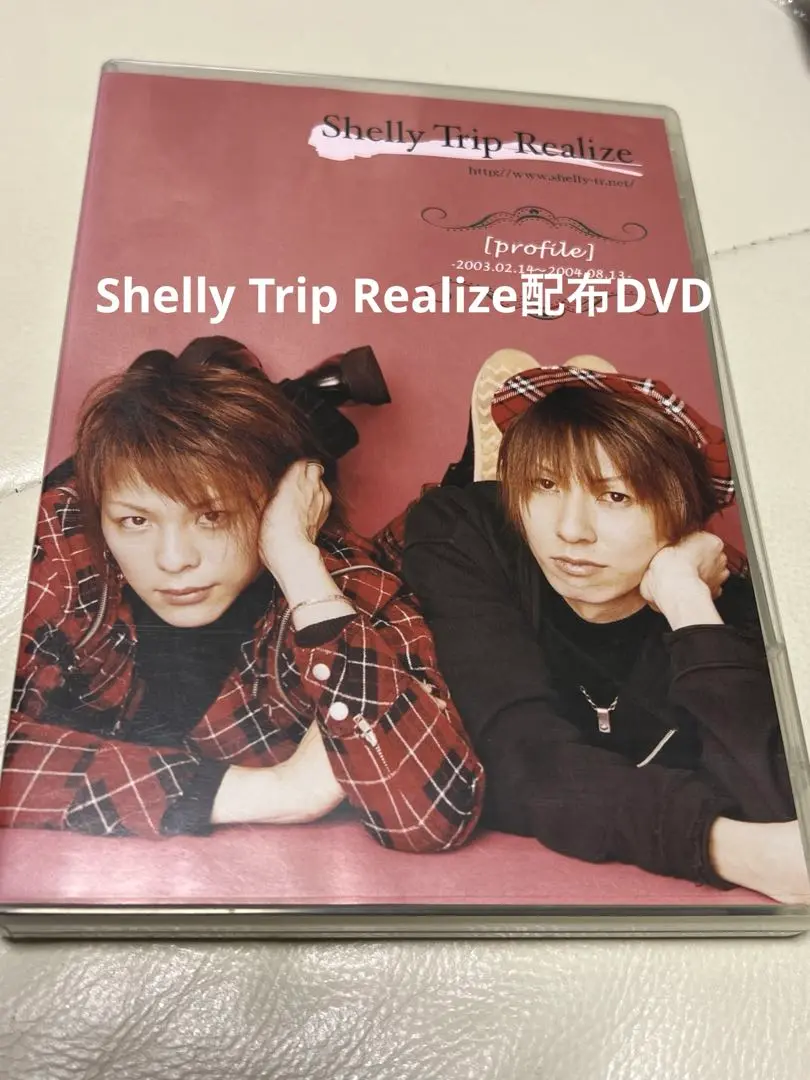 Shelly Trip Realize
http://www.shelly-tr.net/
[profile]
-2003.02.14~2004.08.13-
Shelly Trip Realize配布DVD